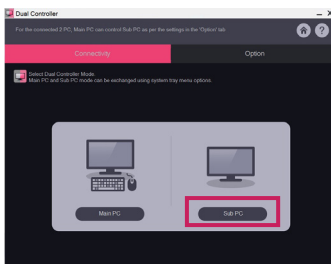 Dual Controller
For the connected 2 PC, Main PC can control Sub PC as per the settings in the 'Option' tab
?
Connectivity
Option
Select Dual Controller Mode.
Main PC and Sub PC mode can be exchanged using system tray menu options.
Main PC
Sub PC